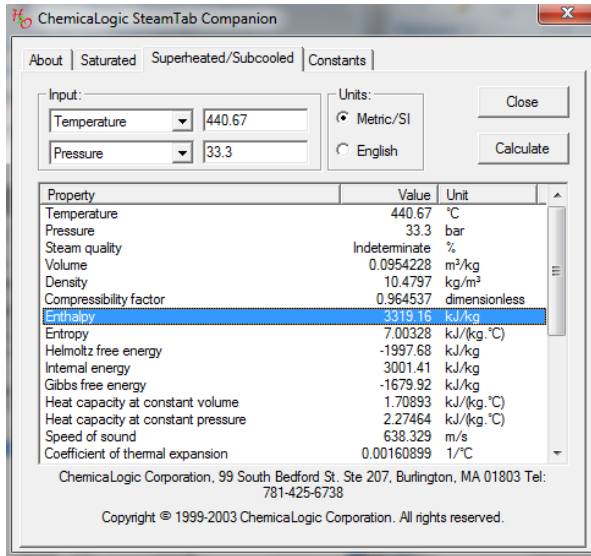 H₂O ChemicaLogic SteamTab Companion
About Saturated Superheated/Subcooled Constants
Input:
Temperature 440.67
Pressure 33.3
Units:
Metric/SI
English
Close
Calculate
Property Value Unit
Temperature 440.67 °C
Pressure 33.3 bar
Steam quality Indeterminate %
Volume 0.0954228 m³/kg
Density 10.4797 kg/m³
Compressibility factor 0.964537 dimensionless
Enthalpy 3319.16 kJ/kg
Entropy 7.00328 kJ/(kg.°C)
Helmoltz free energy -1997.68 kJ/kg
Internal energy 3001.41 kJ/kg
Gibbs free energy -1679.92 kJ/kg
Heat capacity at constant volume 1.70893 kJ/(kg.°C)
Heat capacity at constant pressure 2.27464 kJ/(kg.°C)
Speed of sound 638.329 m/s
Coefficient of thermal expansion 0.00160899 1/°C
ChemicaLogic Corporation, 99 South Bedford St. Ste 207, Burlington, MA 01803 Tel:
781-425-6738
Copyright © 1999-2003 ChemicaLogic Corporation. All rights reserved.